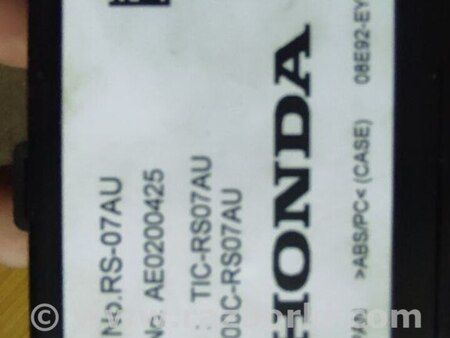 No.RS-07AU
No. AE0200425
: TIC-RS07AU
00C-RS07AU
HONDA
>ABS/PC< (CASE) 08E92-EY